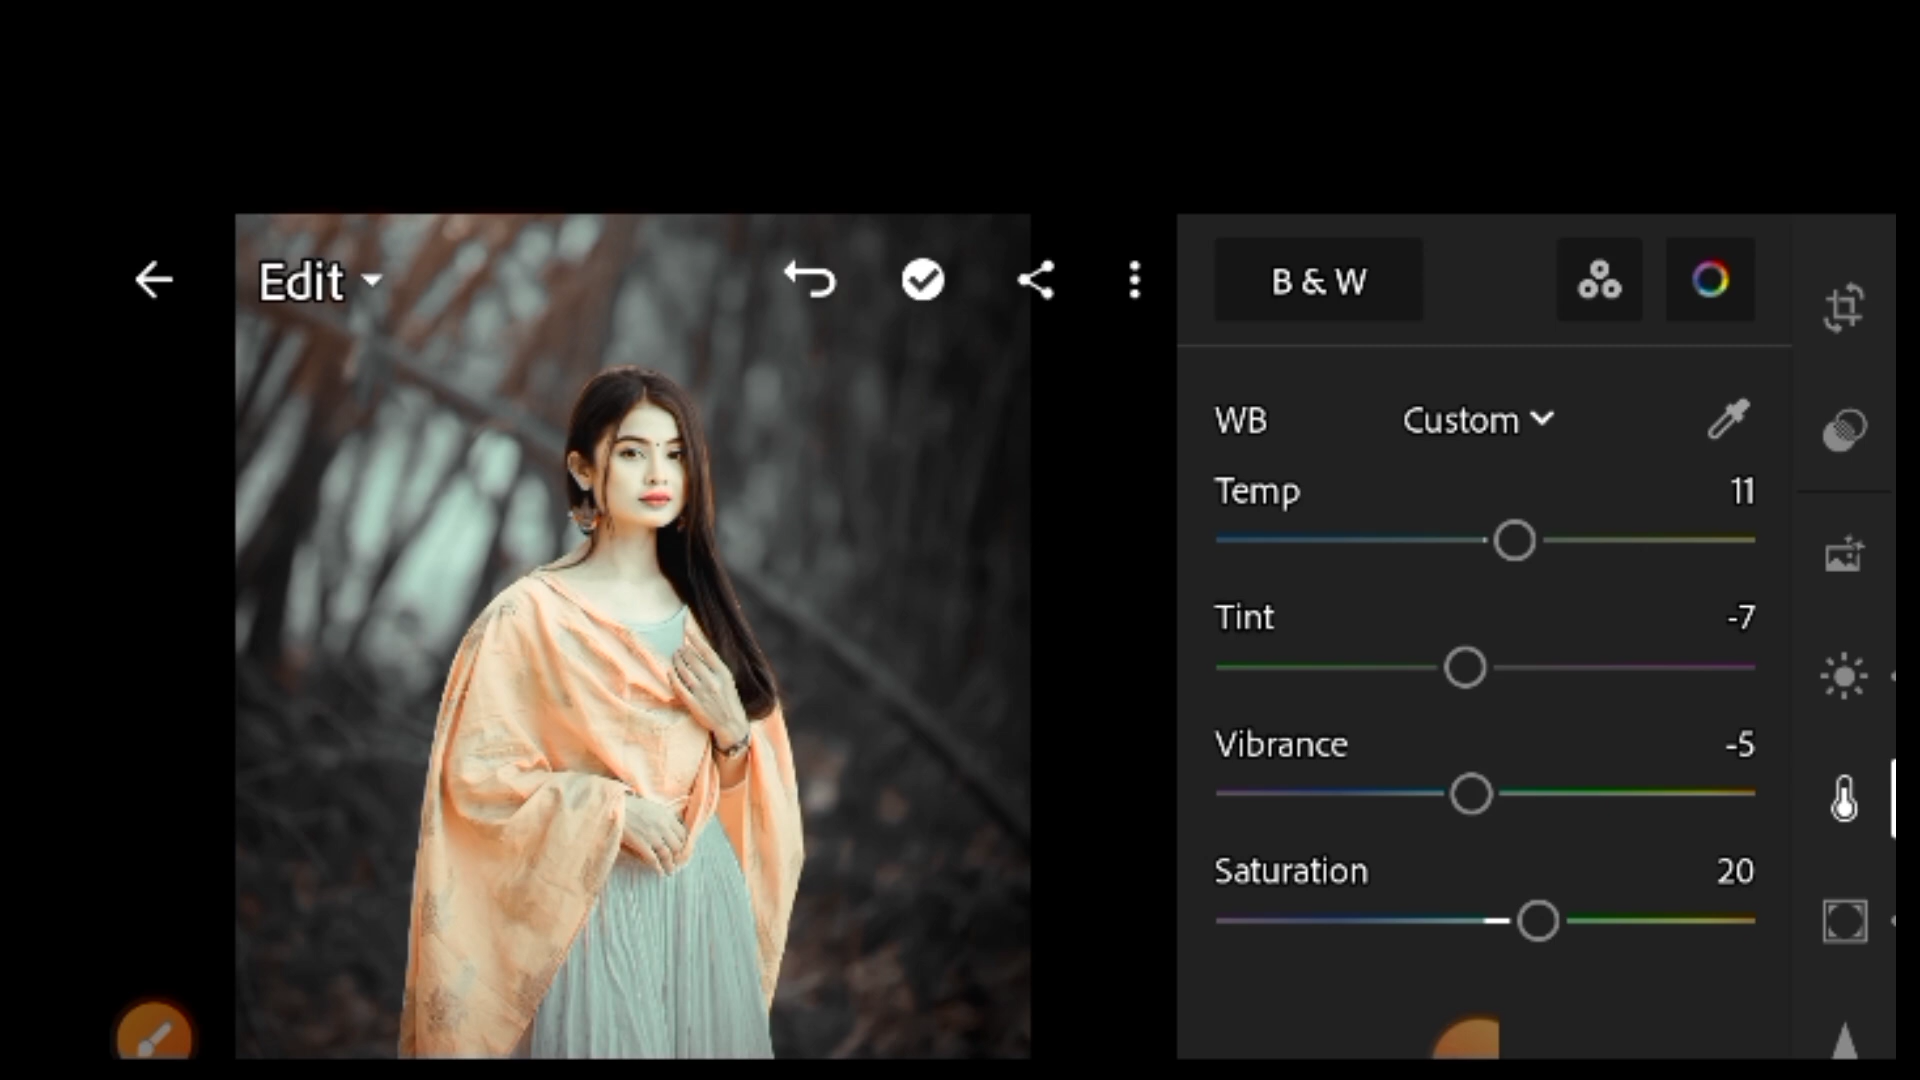 Edit
B & W
WB Custom
Temp 11
Tint -7
Vibrance -5
Saturation 20